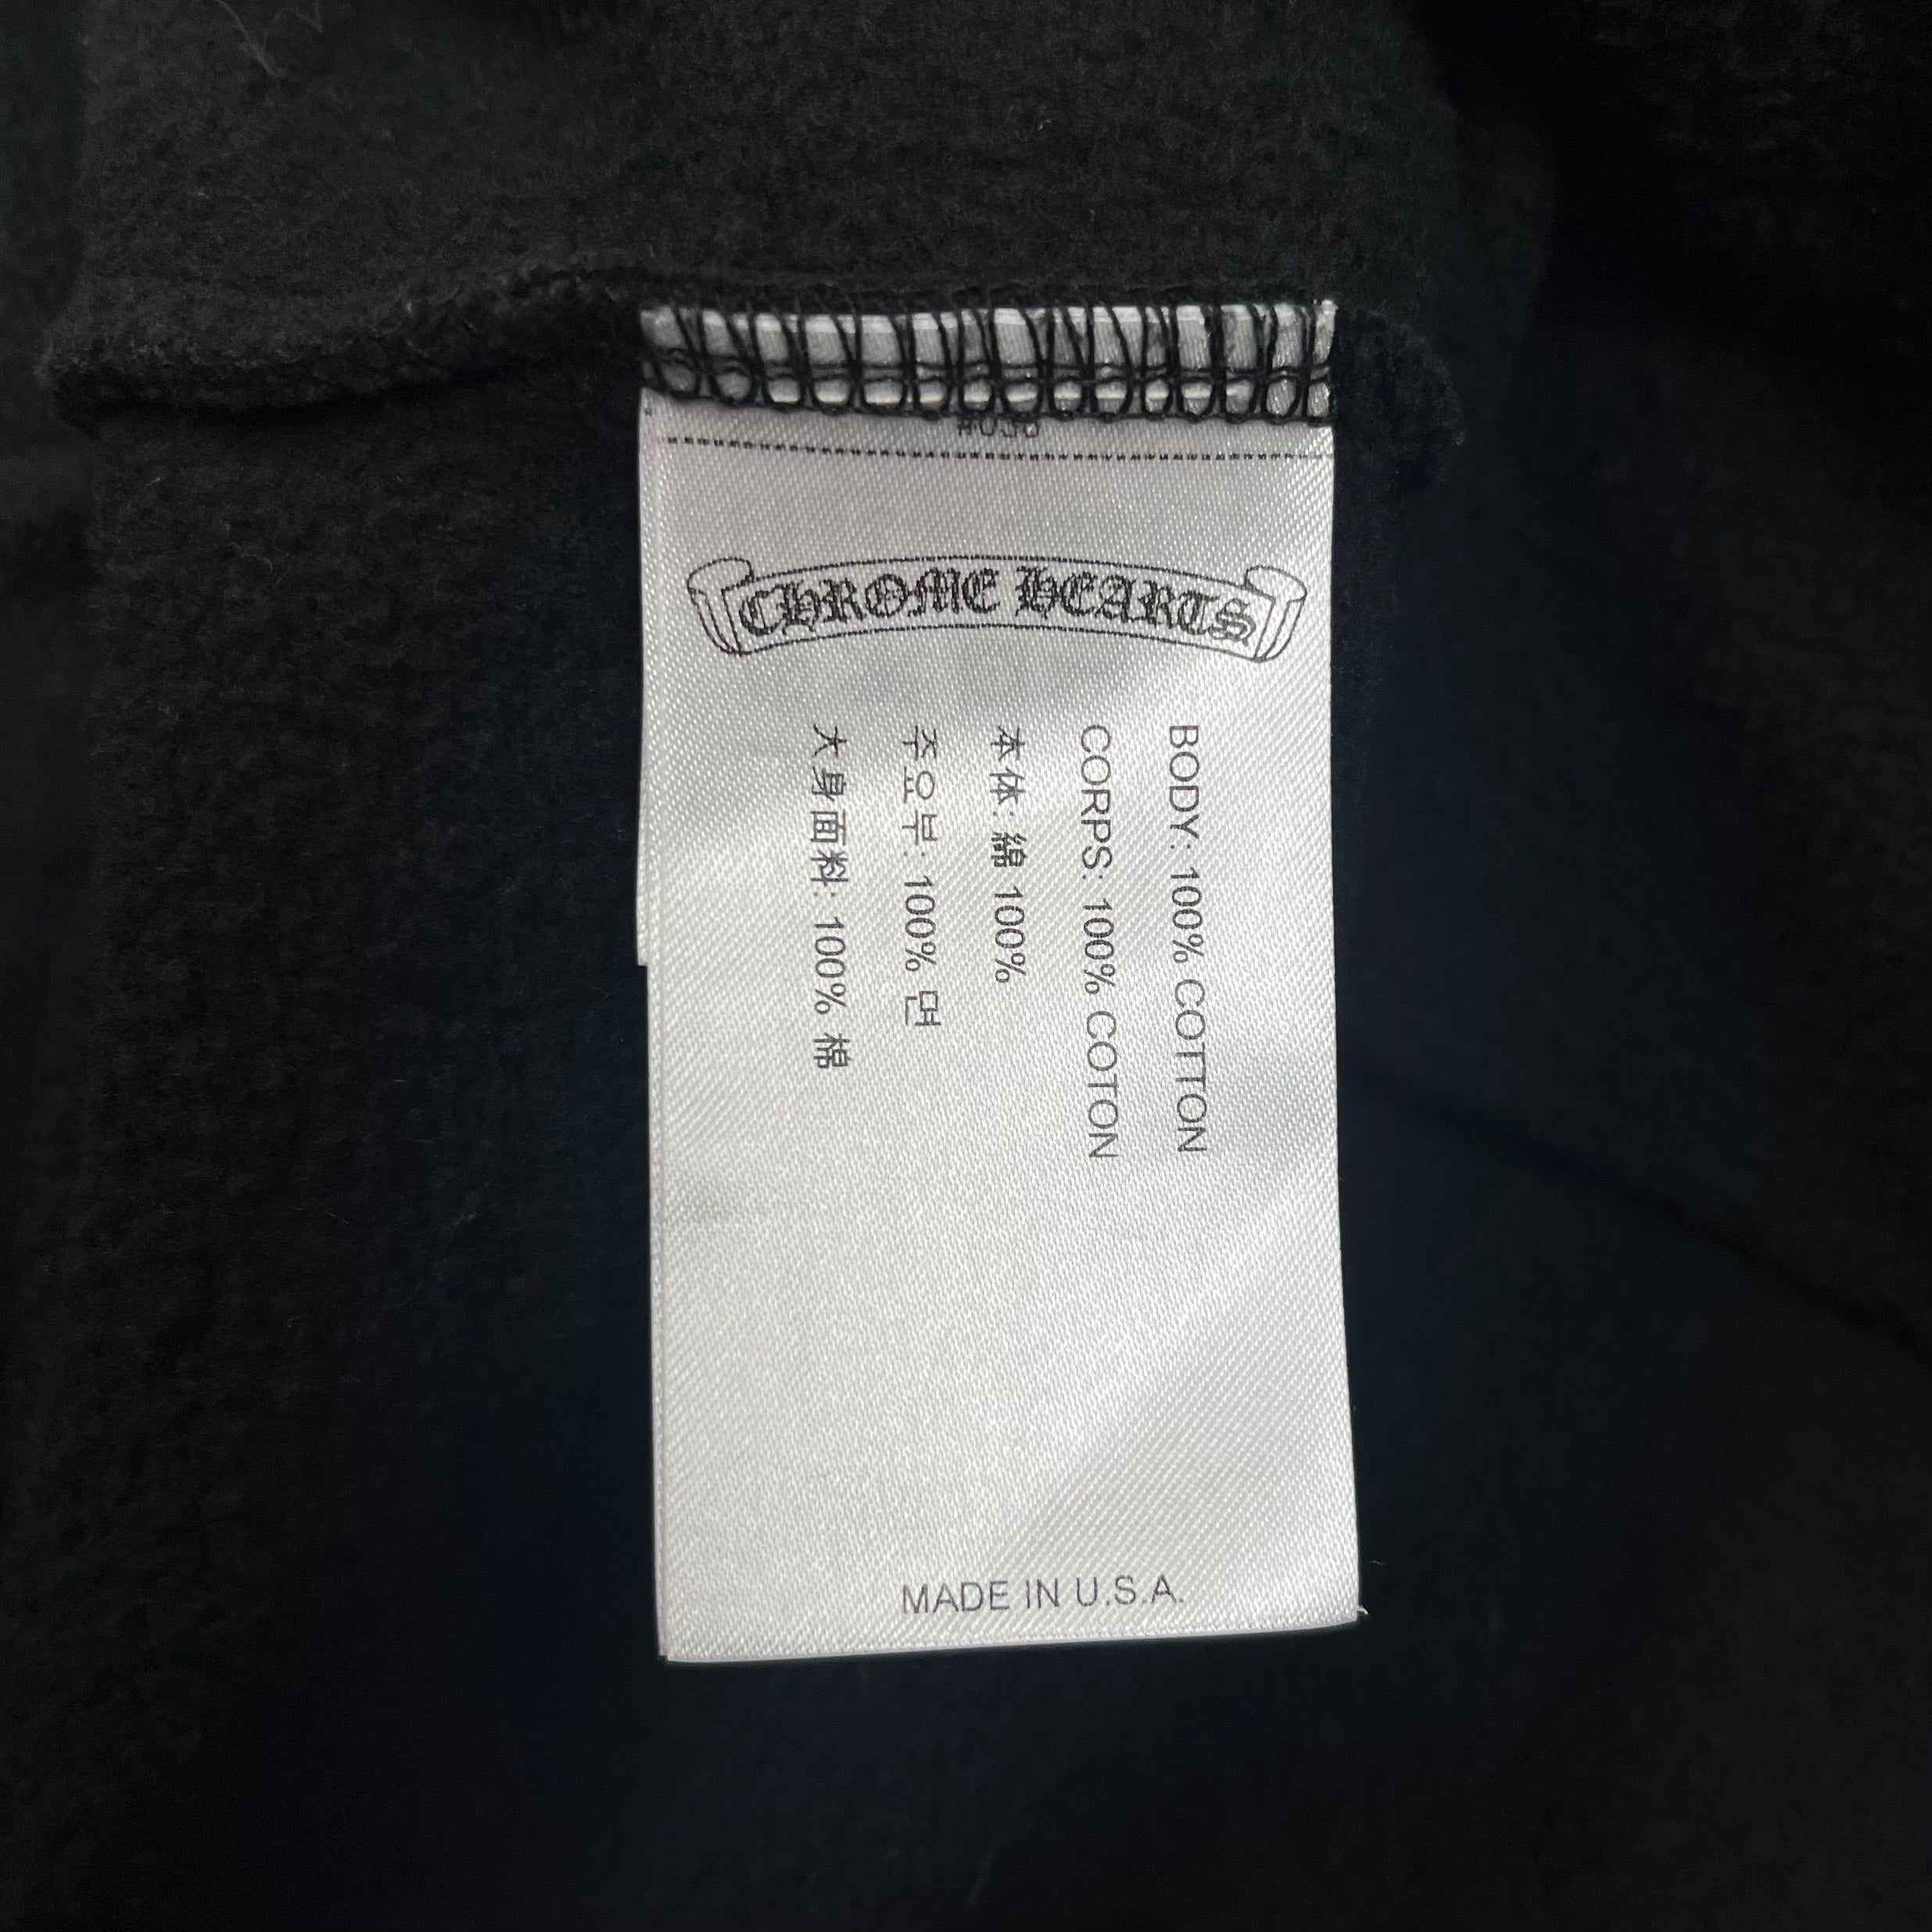 CHROME HEARTS
BODY: 100% COTTON
CORPS: 100% COTON
本体: 綿 100%
주요부: 100% 면
大身面料: 100% 棉
MADE IN U.S.A.